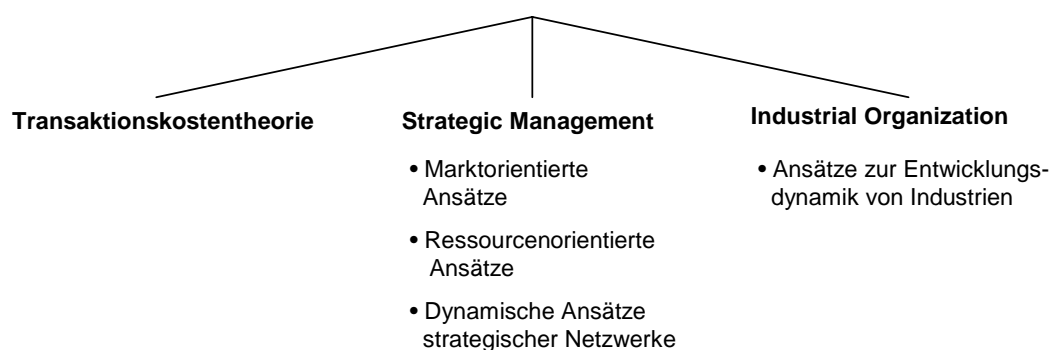 Transaktionskostentheorie
Strategic Management
• Marktorientierte
Ansätze
• Ressourcenorientierte
Ansätze
• Dynamische Ansätze
strategischer Netzwerke
Industrial Organization
• Ansätze zur Entwicklungs-
dynamik von Industrien